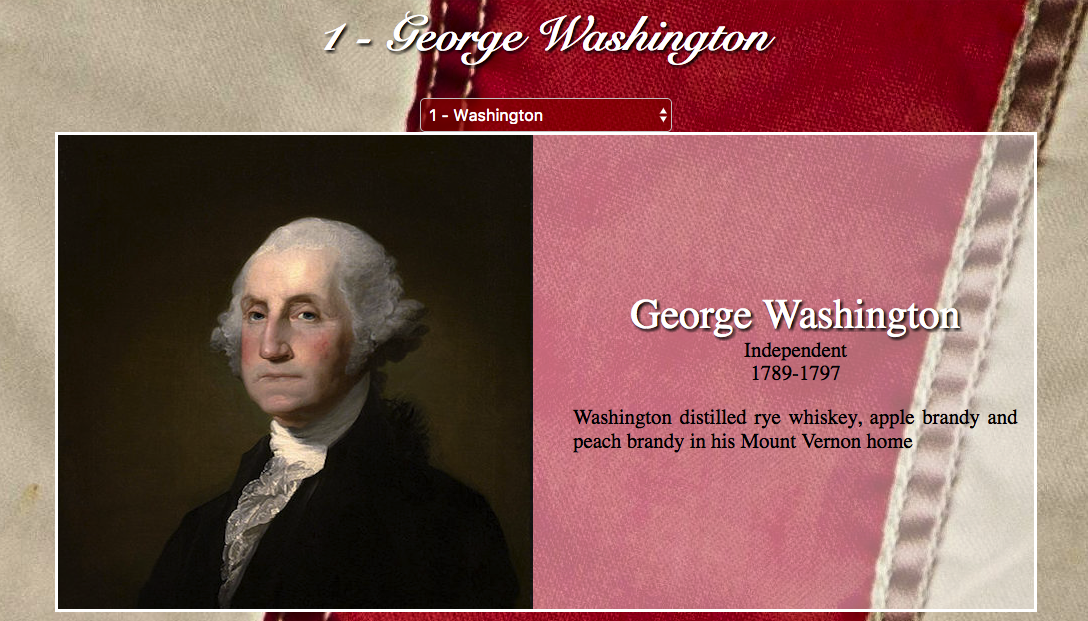 1 - George Washington
1 - Washington
George Washington
Independent
1789-1797
Washington distilled rye whiskey, apple brandy and
peach brandy in his Mount Vernon home